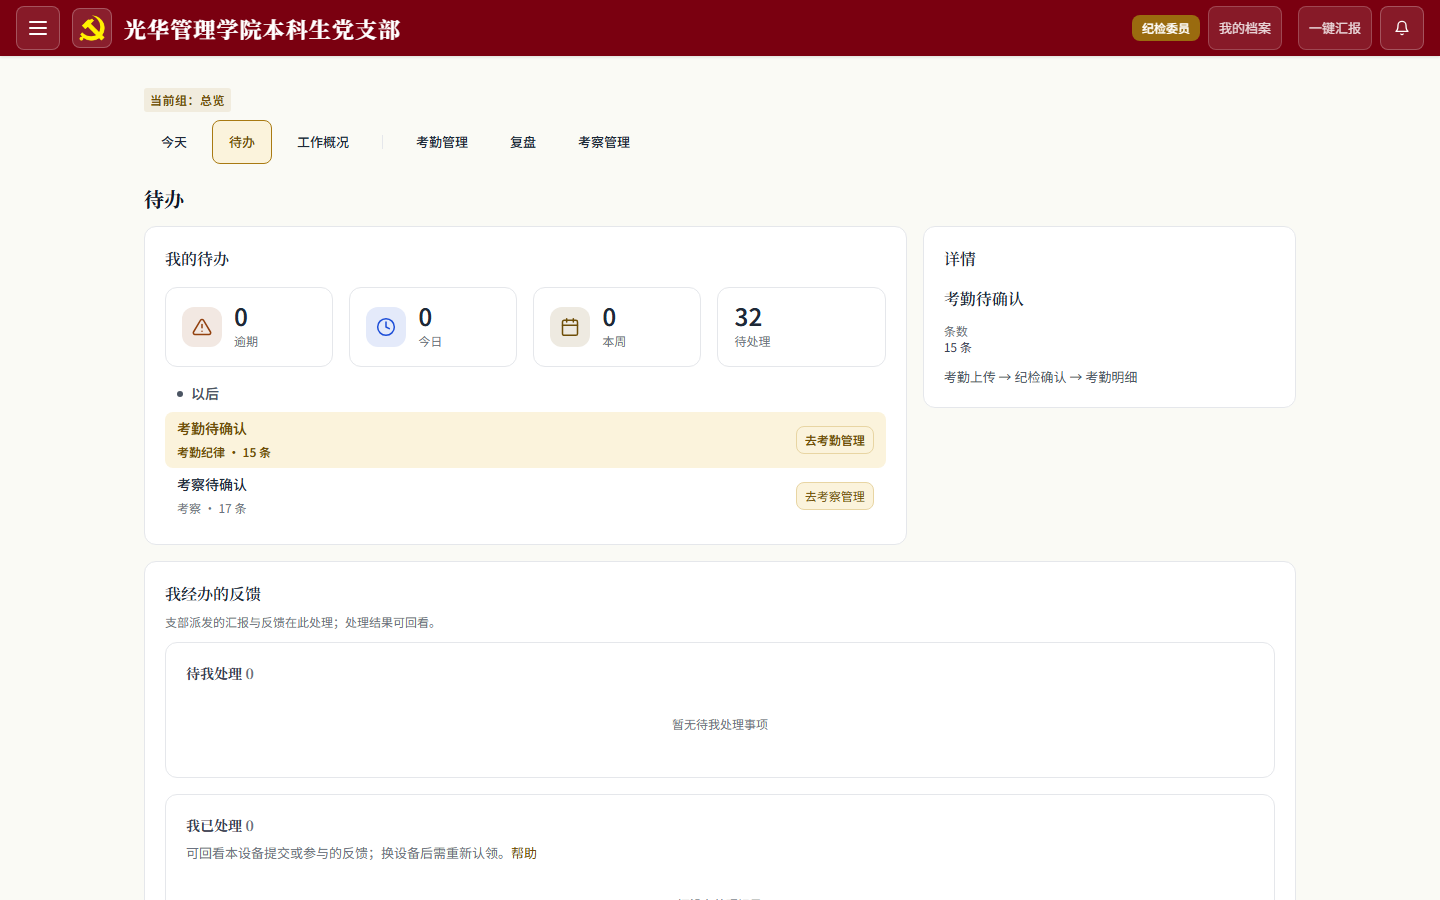 光华管理学院本科生党支部
纪检委员
我的档案
一键汇报
当前组：总览
今天
待办
工作概况
考勤管理
复盘
考察管理
待办
我的待办
0
逾期
0
今日
0
本周
32
待处理
以后
考勤待确认
考勤纪律 · 15 条
去考勤管理
考察待确认
考察 · 17 条
去考察管理
详情
考勤待确认
条数
15 条
考勤上传 → 纪检确认 → 考勤明细
我经办的反馈
支部派发的汇报与反馈在此处理；处理结果可回看。
待我处理 0
暂无待我处理事项
我已处理 0
可回看本设备提交或参与的反馈；换设备后需重新认领。帮助